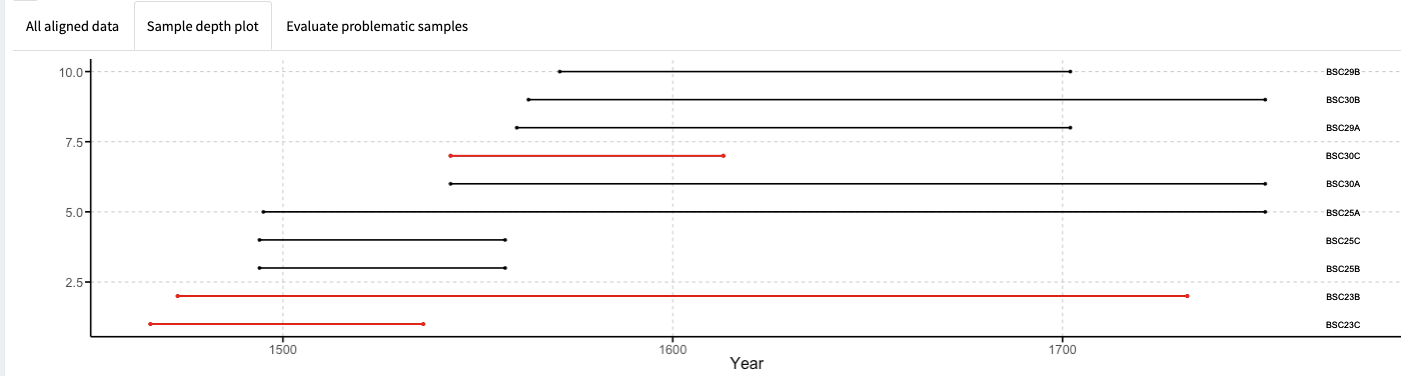 All aligned data Sample depth plot Evaluate problematic samples
10.0 BSC29B
BSC30B
BSC29A
7.5
BSC30C
BSC30A
5.0 BSC25A
BSC25C
BSC25B
2.5
BSC23B
BSC23C
1500 1600 1700
Year